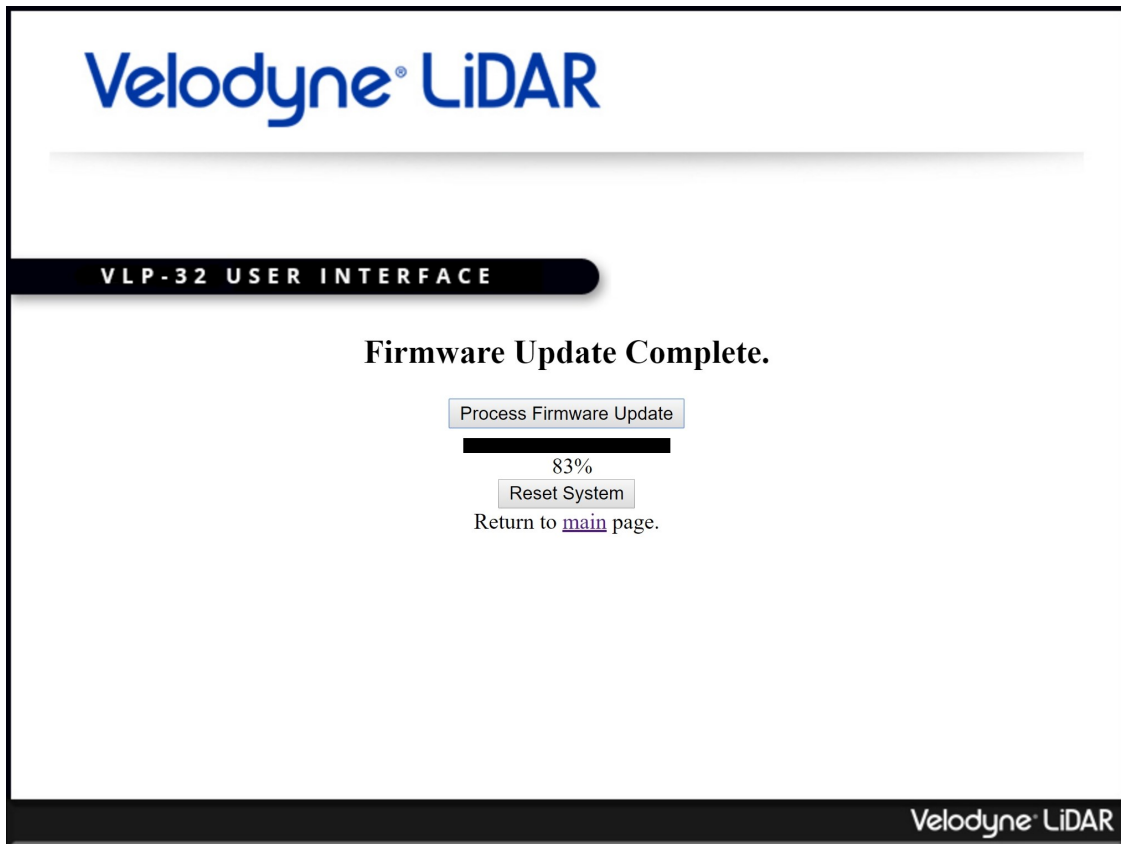 Velodyne® LiDAR
VLP-32 USER INTERFACE
Firmware Update Complete.
Process Firmware Update
83%
Reset System
Return to main page.
Velodyne® LiDAR